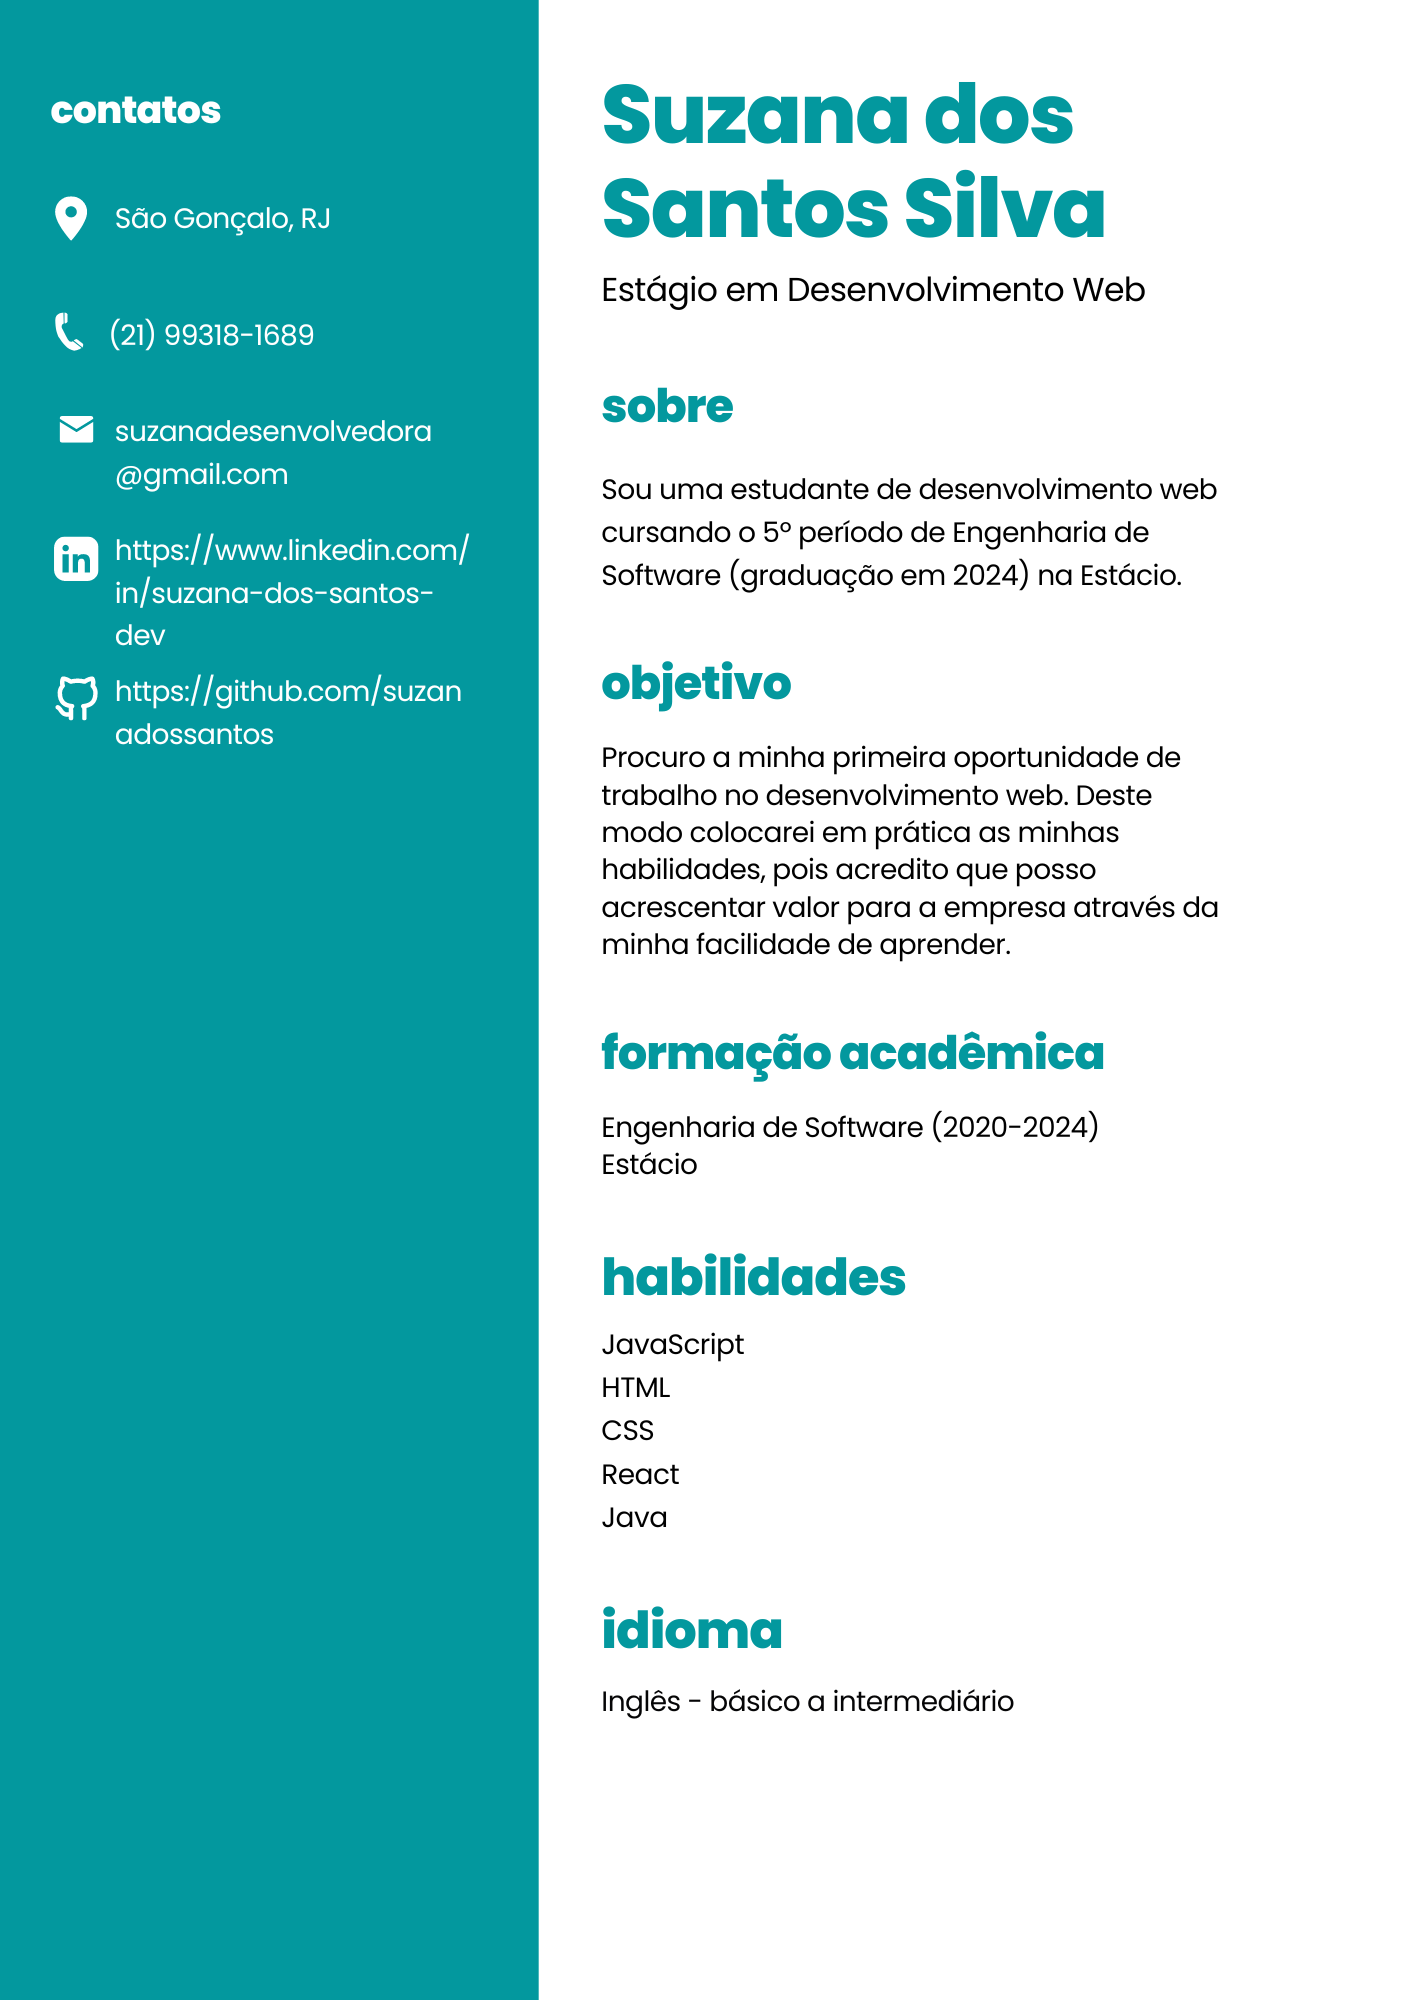 contatos
São Gonçalo, RJ
(21) 99318-1689
suzanadesenvolvedora
@gmail.com
https://www.linkedin.com/
in/suzana-dos-santos-
dev
https://github.com/suzan
adossantos
Suzana dos
Santos Silva
Estágio em Desenvolvimento Web
sobre
Sou uma estudante de desenvolvimento web
cursando o 5º período de Engenharia de
Software (graduação em 2024) na Estácio.
objetivo
Procuro a minha primeira oportunidade de
trabalho no desenvolvimento web. Deste
modo colocarei em prática as minhas
habilidades, pois acredito que posso
acrescentar valor para a empresa através da
minha facilidade de aprender.
formação acadêmica
Engenharia de Software (2020-2024)
Estácio
habilidades
JavaScript
HTML
CSS
React
Java
idioma
Inglês - básico a intermediário